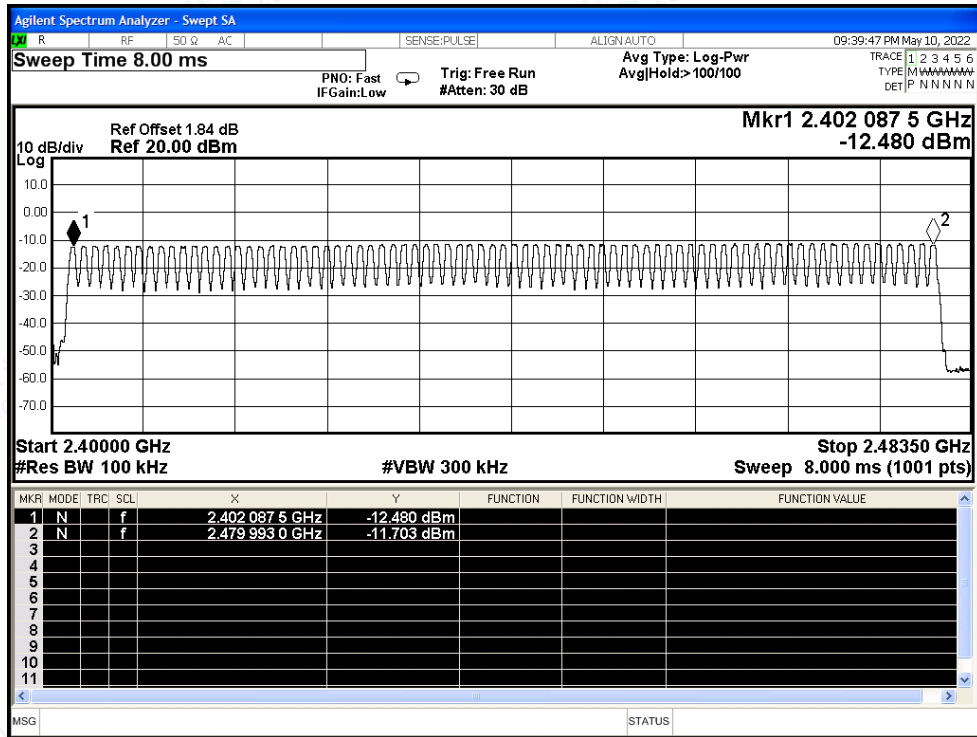 Agilent Spectrum Analyzer - Swept SA
LXI R RF 50 Ω AC SENSE:PULSE ALIGN AUTO 09:39:47 PM May 10, 2022
Sweep Time 8.00 ms
PNO: Fast
IFGain:Low
Trig: Free Run
#Atten: 30 dB
Avg Type: Log-Pwr
Avg|Hold:>100/100
TRACE 1 2 3 4 5 6
TYPE M
DET P N N N N N
Ref Offset 1.84 dB
Ref 20.00 dBm
10 dB/div
Log
Mkr1 2.402 087 5 GHz
-12.480 dBm
10.0
0.00
-10.0
-20.0
-30.0
-40.0
-50.0
-60.0
-70.0
1
2
Start 2.40000 GHz Stop 2.48350 GHz
#Res BW 100 kHz #VBW 300 kHz Sweep 8.000 ms (1001 pts)
MKR MODE TRC SCL X Y FUNCTION FUNCTION WIDTH FUNCTION VALUE
1 N f 2.402 087 5 GHz -12.480 dBm
2 N f 2.479 993 0 GHz -11.703 dBm
3
4
5
6
7
8
9
10
11
MSG STATUS